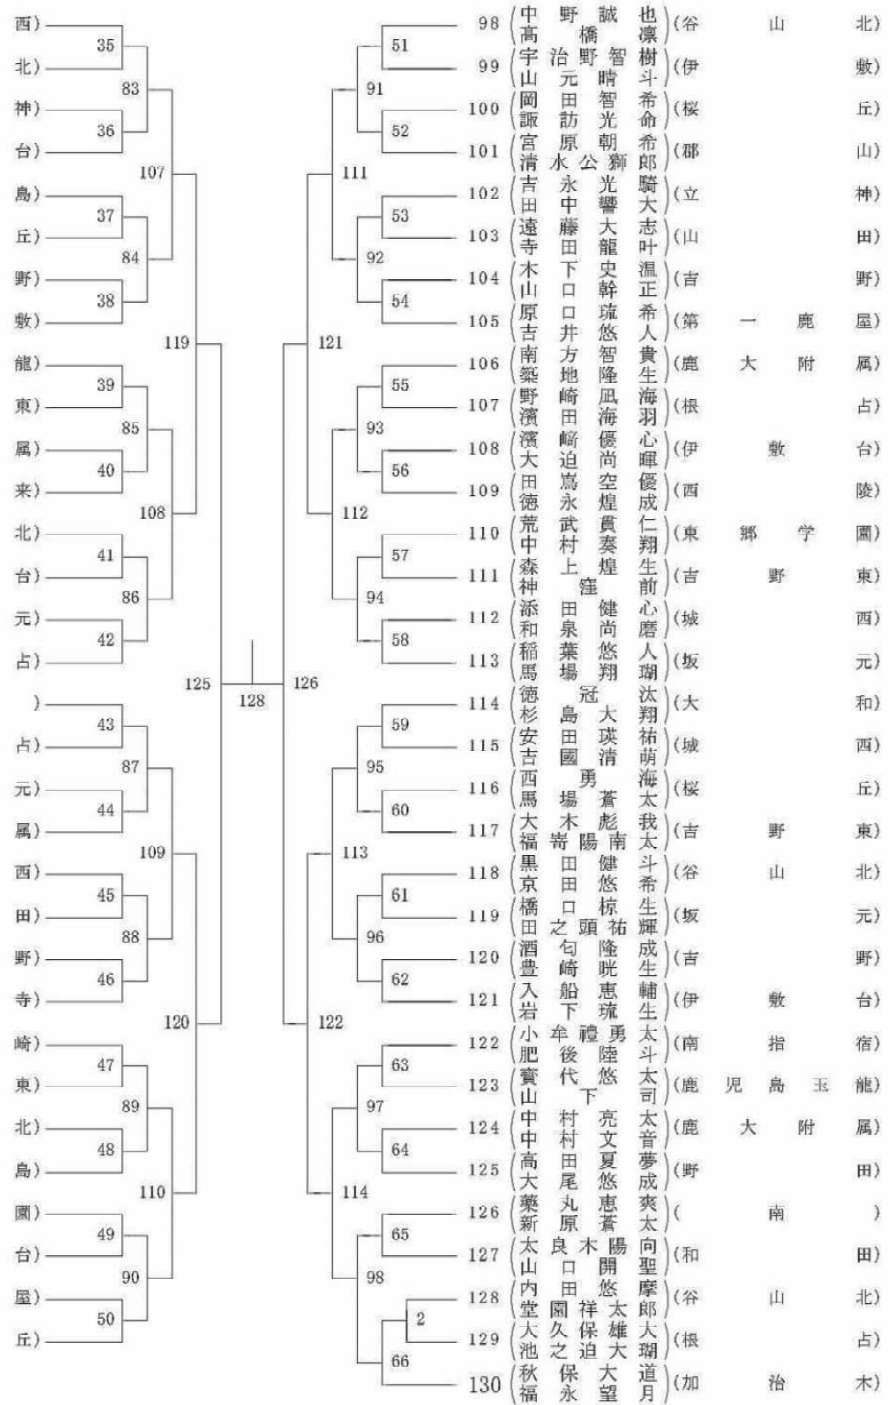 西)
北)
神)
台)
島)
丘)
野)
敷)
龍)
東)
属)
来)
北)
台)
元)
占)
)
占)
元)
属)
西)
田)
野)
寺)
崎)
東)
北)
島)
園)
台)
屋)
丘)
35
36
37
38
39
40
41
42
43
44
45
46
47
48
49
50
83
84
85
86
87
88
89
90
107
108
109
110
119
120
125
128
126
121
122
111
112
113
114
91
92
93
94
95
96
97
98
51
52
53
54
55
56
57
58
59
60
61
62
63
64
65
2
66
98 (中野誠也 髙橋凛) (谷山北)
99 (宇治野智樹 山元晴斗) (伊敷)
100 (岡田智希 諏訪光命) (桜丘)
101 (宮原朝希 清水公獅郎) (郡山)
102 (吉永光騎 田中響大) (立神)
103 (遠藤大志 寺田龍叶) (山田)
104 (木下史温 山口幹正) (吉野)
105 (原口琉希 吉井悠人) (第一鹿屋)
106 (南方智貴 築地隆生) (鹿大附属)
107 (野崎凪海 濱田海羽) (根占)
108 (濱﨑優心 大迫尚暉) (伊敷台)
109 (田嶌空優 徳永煌成) (西陵)
110 (荒武貫仁 中村奏翔) (東郷学園)
111 (森上煌生 神窪前) (吉野東)
112 (添田健心 和泉尚磨) (城西)
113 (稲葉悠人 馬場翔瑚) (坂元)
114 (徳冠汰 杉島大翔) (大和)
115 (安田瑛祐 吉國清萌) (城西)
116 (西勇海 馬場蒼太) (桜丘)
117 (大木彪我 福嵜陽南太) (吉野東)
118 (黒田健斗 京田悠希) (谷山北)
119 (橋口椋生 田之頭祐輝) (坂元)
120 (酒匂隆成 豊崎晄生) (吉野)
121 (入船恵輔 岩下琉生) (伊敷台)
122 (小牟禮勇太 肥後陸斗) (南指宿)
123 (寳代悠太 山下司) (鹿児島玉龍)
124 (中村亮太 中村文音) (鹿大附属)
125 (高田夏夢 大尾悠成) (野田)
126 (薬丸恵爽 新原蒼太) (南)
127 (太良木陽向 山口開聖) (和田)
128 (内田悠摩 堂園祥太郎) (谷山北)
129 (大久保雄大 池之迫大瑚) (根占)
130 (秋保大道 福永望月) (加治木)